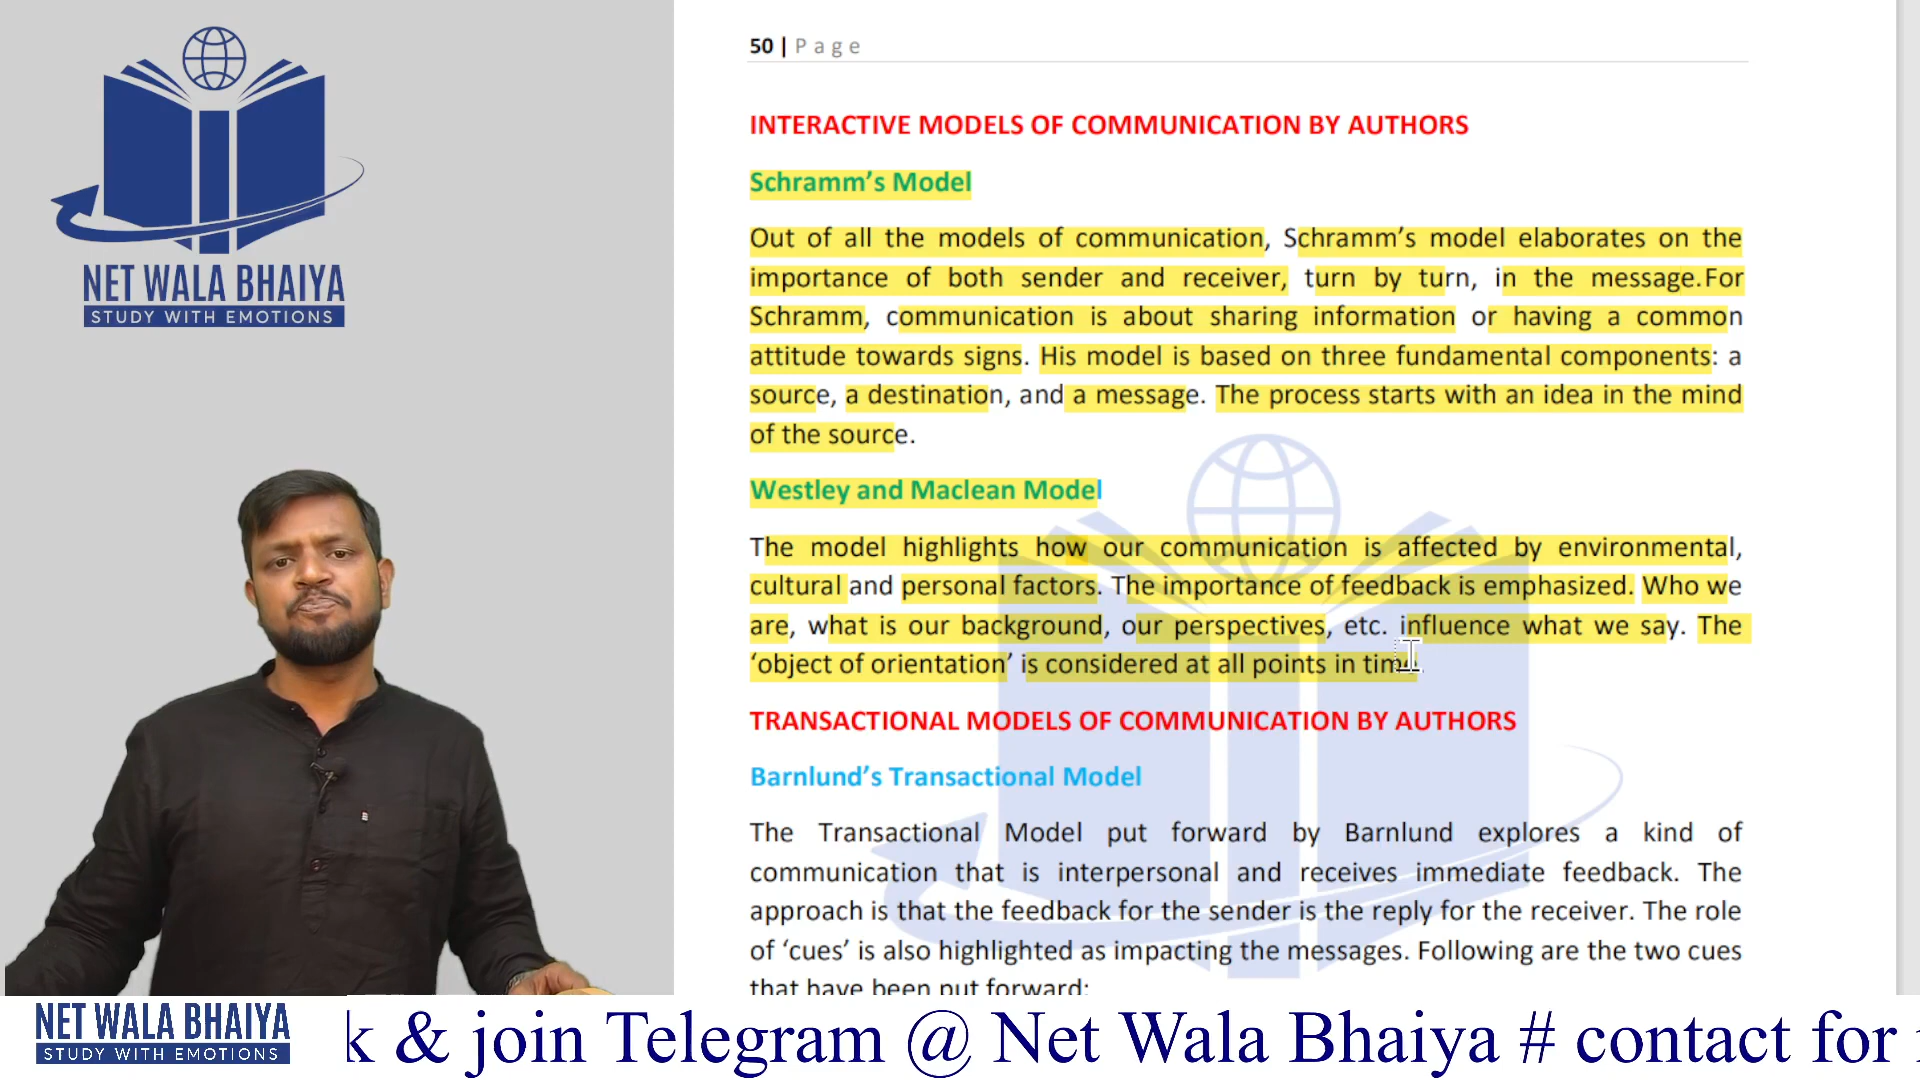 NET WALA BHAIYA
STUDY WITH EMOTIONS
50 | Page
INTERACTIVE MODELS OF COMMUNICATION BY AUTHORS
Schramm’s Model
Out of all the models of communication, Schramm’s model elaborates on the
importance of both sender and receiver, turn by turn, in the message.For
Schramm, communication is about sharing information or having a common
attitude towards signs. His model is based on three fundamental components: a
source, a destination, and a message. The process starts with an idea in the mind
of the source.
Westley and Maclean Model
The model highlights how our communication is affected by environmental,
cultural and personal factors. The importance of feedback is emphasized. Who we
are, what is our background, our perspectives, etc. influence what we say. The
‘object of orientation’ is considered at all points in time
TRANSACTIONAL MODELS OF COMMUNICATION BY AUTHORS
Barnlund’s Transactional Model
The Transactional Model put forward by Barnlund explores a kind of
communication that is interpersonal and receives immediate feedback. The
approach is that the feedback for the sender is the reply for the receiver. The role
of ‘cues’ is also highlighted as impacting the messages. Following are the two cues
that have been put forward:
NET WALA BHAIYA
STUDY WITH EMOTIONS
k & join Telegram @ Net Wala Bhaiya # contact for